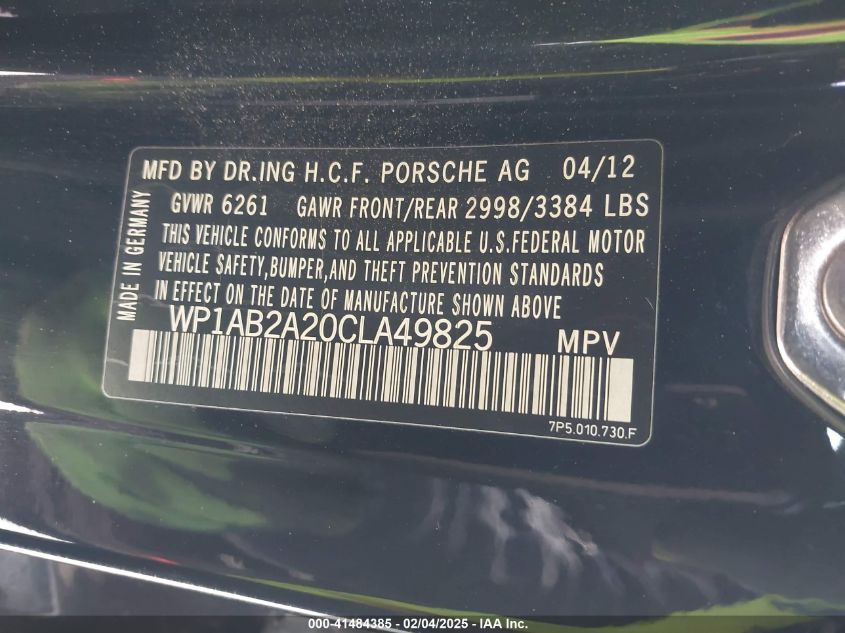 MFD BY DR.ING H.C.F. PORSCHE AG 04/12
GVWR 6261 GAWR FRONT/REAR 2998/3384 LBS
THIS VEHICLE CONFORMS TO ALL APPLICABLE U.S.FEDERAL MOTOR
VEHICLE SAFETY,BUMPER,AND THEFT PREVENTION STANDARDS
IN EFFECT ON THE DATE OF MANUFACTURE SHOWN ABOVE
WP1AB2A20CLA49825 MPV
7P5.010.730.F
MADE IN GERMANY
000-41484385 - 02/04/2025 - IAA Inc.